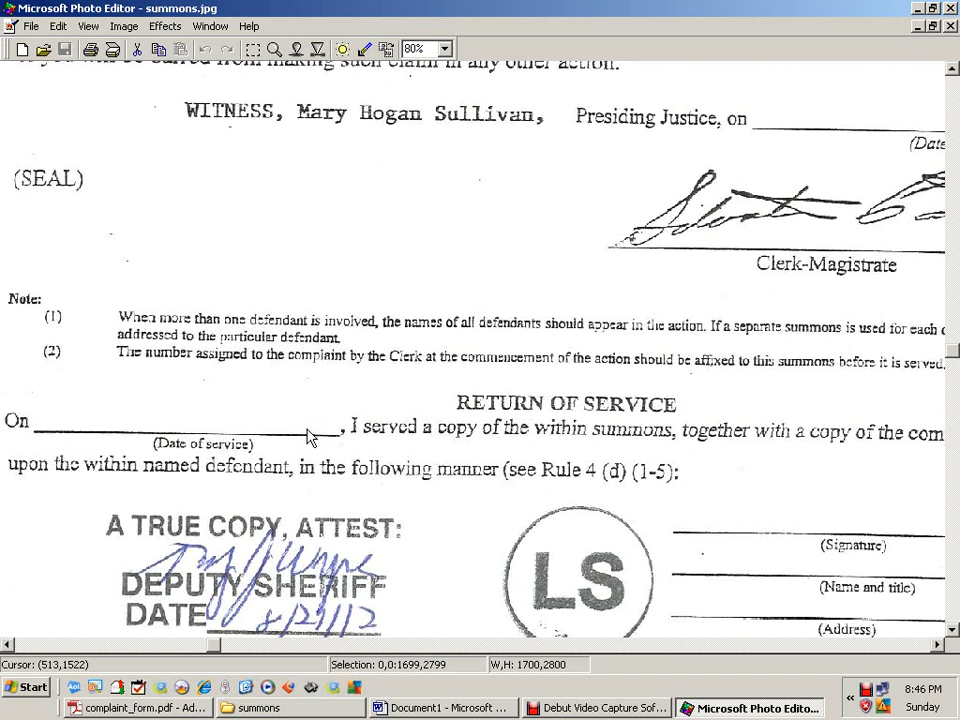 Microsoft Photo Editor - summons.jpg
File Edit View Image Effects Window Help
80%
from making such claim in any other action.
WITNESS, Mary Hogan Sullivan, Presiding Justice, on
(Date
(SEAL)
Clerk-Magistrate
Note:
(1) When more than one defendant is involved, the names of all defendants should appear in the action. If a separate summons is used for each
addressed to the particular defendant.
(2) The number assigned to the complaint by the Clerk at the commencement of the action should be affixed to this summons before it is served.
RETURN OF SERVICE
On , I served a copy of the within summons, together with a copy of the com
(Date of service)
upon the within named defendant, in the following manner (see Rule 4 (d) (1-5):
A TRUE COPY, ATTEST:
DEPUTY SHERIFF
DATE
LS
(Signature)
(Name and title)
(Address)
Cursor: (513,1522) Selection: 0,0:1699,2799 W,H: 1700,2800
Start
8:46 PM
Sunday
complaint_form.pdf - Ad... summons Document1 - Microsoft ... Debut Video Capture Sof... Microsoft Photo Edito...